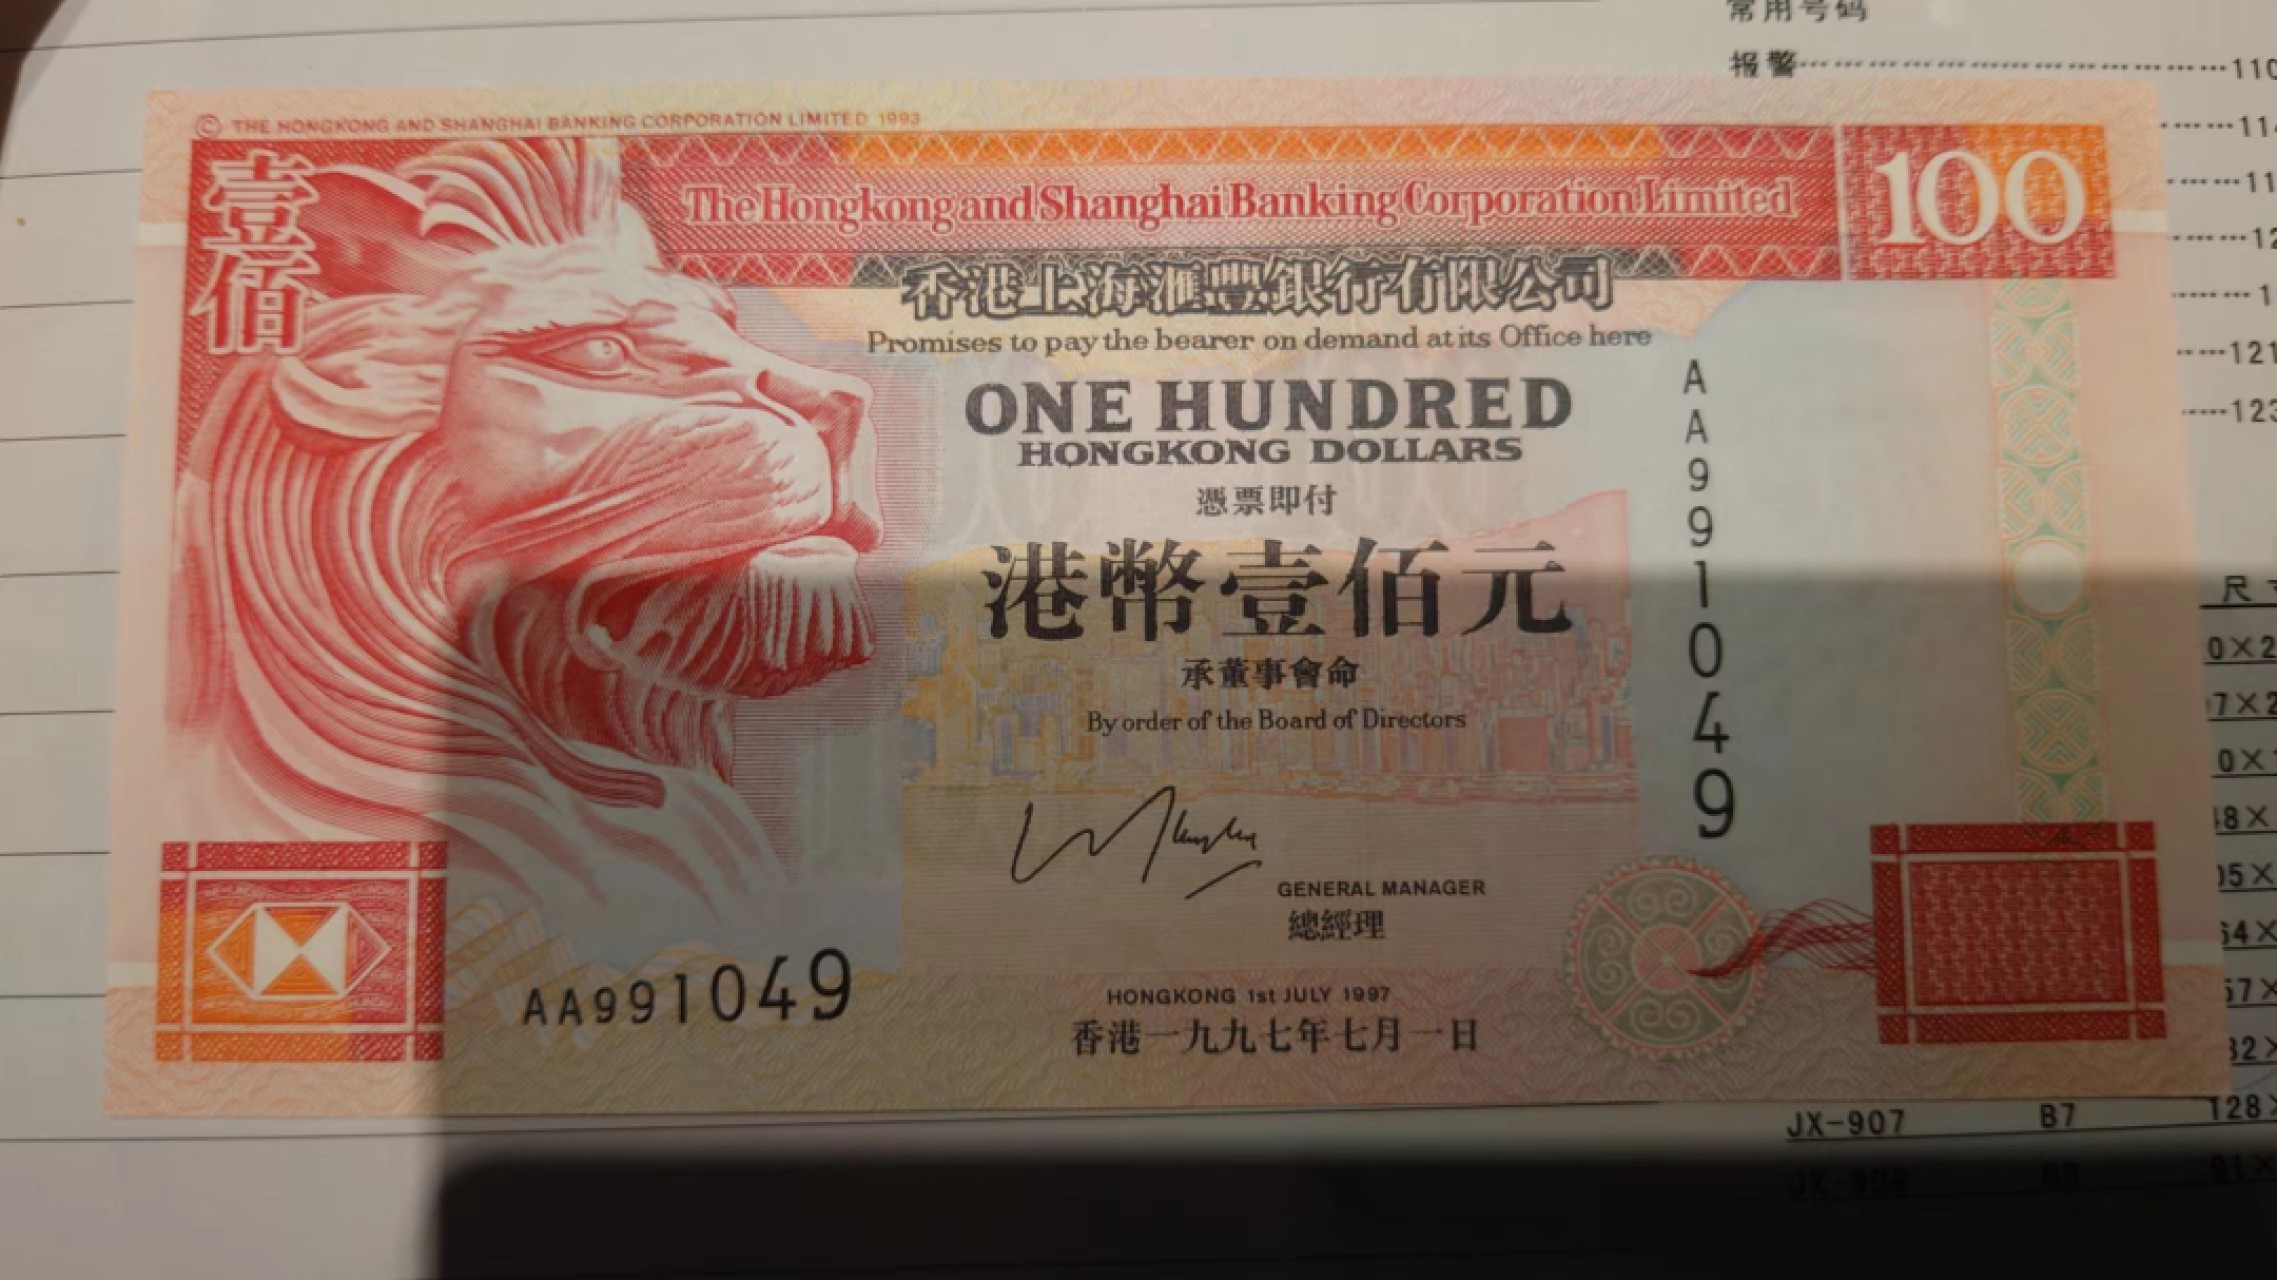 常用号码
报警……………………………110
© THE HONGKONG AND SHANGHAI BANKING CORPORATION LIMITED 1993
壹佰
The Hongkong and Shanghai Banking Corporation Limited
100
香港上海滙豐銀行有限公司
Promises to pay the bearer on demand at its Office here
ONE HUNDRED
HONGKONG DOLLARS
憑票即付
港幣壹佰元
承董事會命
By order of the Board of Directors
AA991049
GENERAL MANAGER
總經理
AA991049
HONGKONG 1st JULY 1997
香港一九九七年七月一日
JX-907 B7 128×